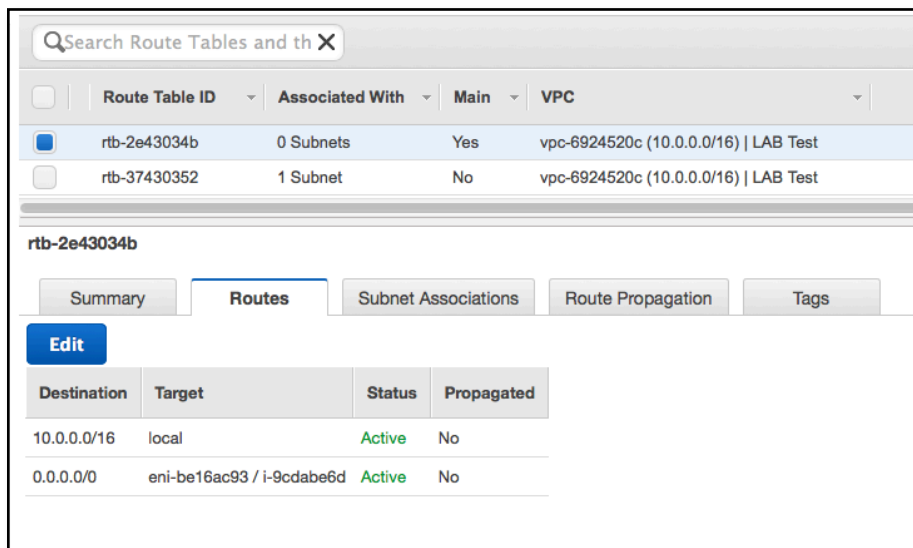 Search Route Tables and th
Route Table ID Associated With Main VPC
rtb-2e43034b 0 Subnets Yes vpc-6924520c (10.0.0.0/16) | LAB Test
rtb-37430352 1 Subnet No vpc-6924520c (10.0.0.0/16) | LAB Test
rtb-2e43034b
Summary Routes Subnet Associations Route Propagation Tags
Edit
Destination Target Status Propagated
10.0.0.0/16 local Active No
0.0.0.0/0 eni-be16ac93 / i-9cdabe6d Active No